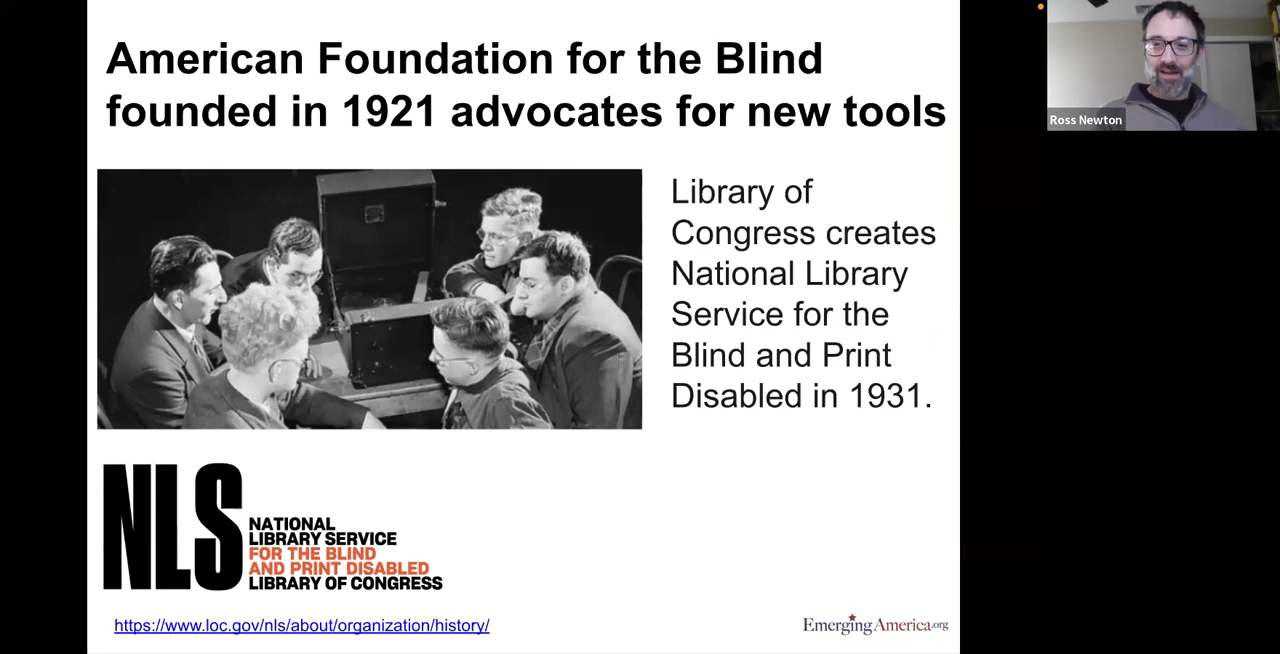 American Foundation for the Blind
founded in 1921 advocates for new tools
Library of
Congress creates
National Library
Service for the
Blind and Print
Disabled in 1931.
NLS
NATIONAL
LIBRARY SERVICE
FOR THE BLIND
AND PRINT DISABLED
LIBRARY OF CONGRESS
https://www.loc.gov/nls/about/organization/history/
EmergingAmerica.org
Ross Newton